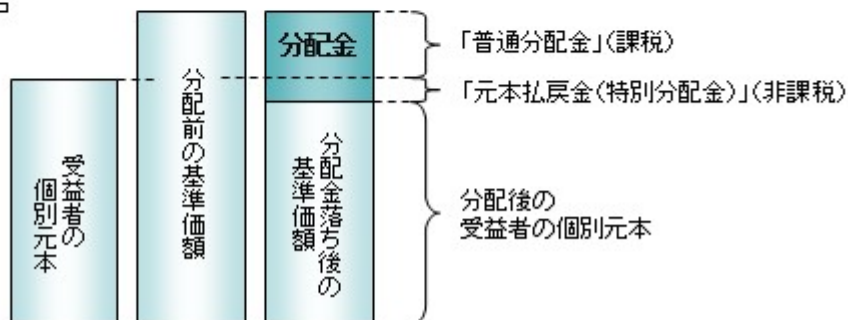 受益者の
個別元本
分配前の基準価額
分配金
分配金落ち後の
基準価額
「普通分配金」(課税)
「元本払戻金(特別分配金)」(非課税)
分配後の
受益者の個別元本